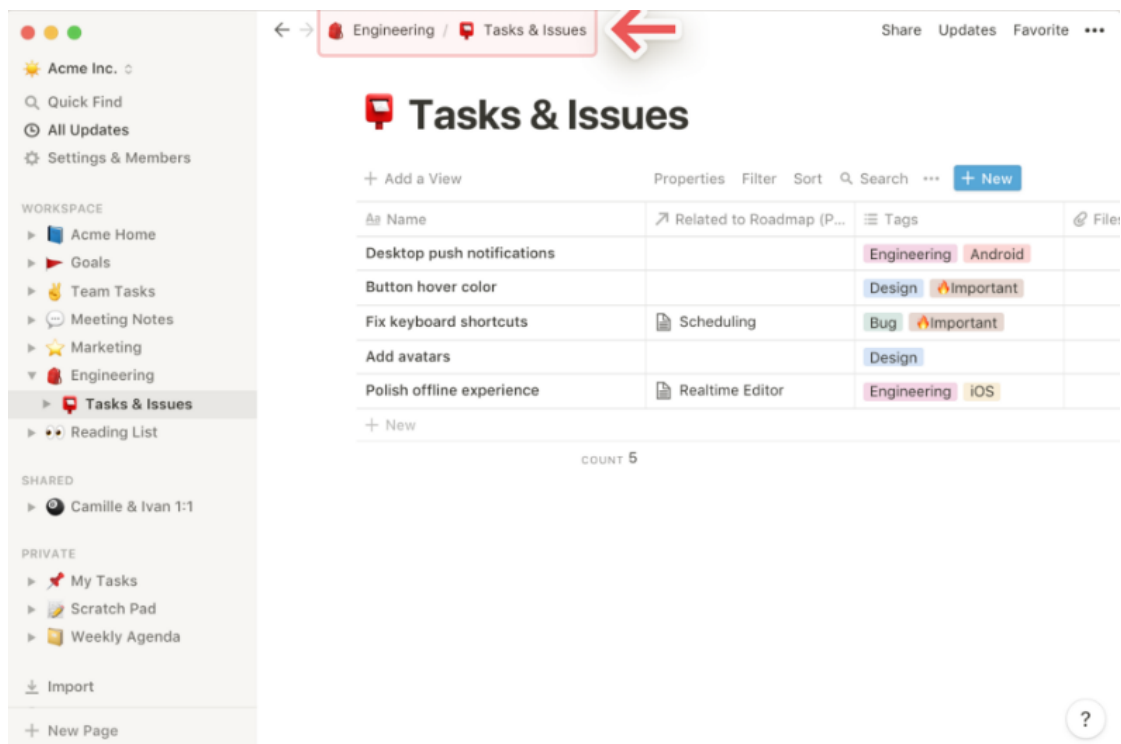 Engineering / Tasks & Issues
Share Updates Favorite
Acme Inc.
Quick Find
All Updates
Settings & Members
WORKSPACE
Acme Home
Goals
Team Tasks
Meeting Notes
Marketing
Engineering
Tasks & Issues
Reading List
SHARED
Camille & Ivan 1:1
PRIVATE
My Tasks
Scratch Pad
Weekly Agenda
Import
+ New Page
Tasks & Issues
+ Add a View Properties Filter Sort Search ••• + New
Aa Name Related to Roadmap (P... Tags Files
Desktop push notifications Engineering Android
Button hover color Design 🔥Important
Fix keyboard shortcuts Scheduling Bug 🔥Important
Add avatars Design
Polish offline experience Realtime Editor Engineering iOS
+ New
COUNT 5
?